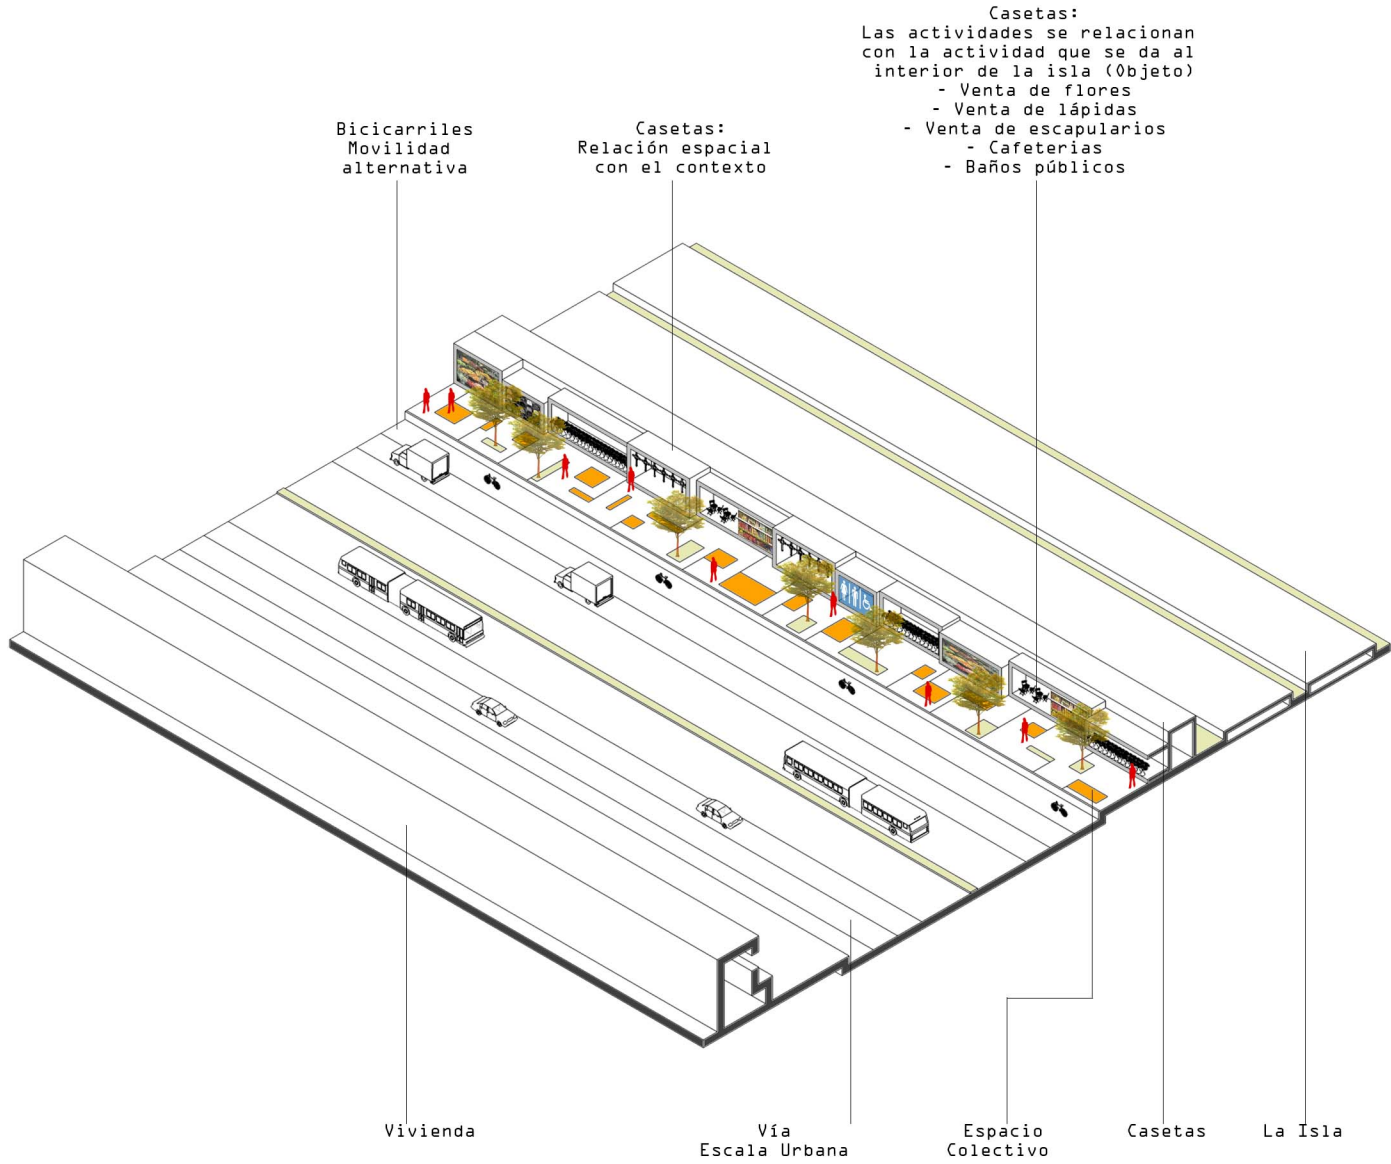 Casetas:
Las actividades se relacionan
con la actividad que se da al
interior de la isla (Objeto)
- Venta de flores
- Venta de lápidas
- Venta de escapularios
- Cafeterias
- Baños públicos
Bicicarriles
Movilidad
alternativa
Casetas:
Relación espacial
con el contexto
Vivienda
Vía
Escala Urbana
Espacio
Colectivo
Casetas
La Isla